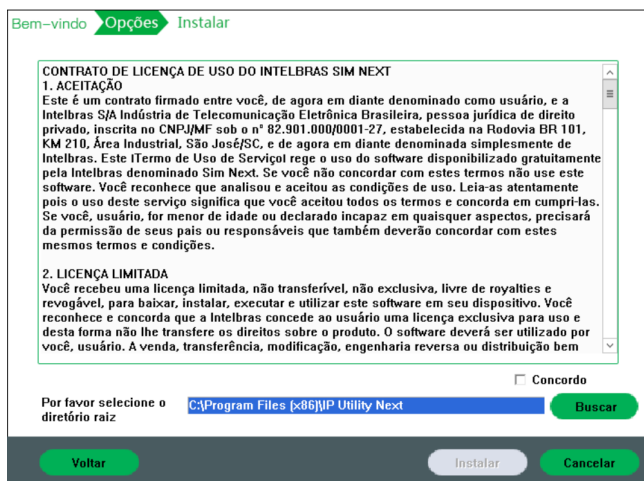 Bem-vindo Opções Instalar
CONTRATO DE LICENÇA DE USO DO INTELBRAS SIM NEXT
1. ACEITAÇÃO
Este é um contrato firmado entre você, de agora em diante denominado como usuário, e a
Intelbras S/A Indústria de Telecomunicação Eletrônica Brasileira, pessoa jurídica de direito
privado, inscrita no CNPJ/MF sob o nº 82.901.000/0001-27, estabelecida na Rodovia BR 101,
KM 210, Área Industrial, São José/SC, e de agora em diante denominada simplesmente de
Intelbras. Este lTermo de Uso de Serviçol rege o uso do software disponibilizado gratuitamente
pela Intelbras denominado Sim Next. Se você não concordar com estes termos não use este
software. Você reconhece que analisou e aceitou as condições de uso. Leia-as atentamente
pois o uso deste serviço significa que você aceitou todos os termos e concorda em cumpri-las.
Se você, usuário, for menor de idade ou declarado incapaz em quaisquer aspectos, precisará
da permissão de seus pais ou responsáveis que também deverão concordar com estes
mesmos termos e condições.
2. LICENÇA LIMITADA
Você recebeu uma licença limitada, não transferível, não exclusiva, livre de royalties e
revogável, para baixar, instalar, executar e utilizar este software em seu dispositivo. Você
reconhece e concorda que a Intelbras concede ao usuário uma licença exclusiva para uso e
desta forma não lhe transfere os direitos sobre o produto. O software deverá ser utilizado por
você, usuário. A venda, transferência, modificação, engenharia reversa ou distribuição bem
Concordo
Por favor selecione o
diretório raiz
C:\Program Files (x86)\IP Utility Next
Buscar
Voltar
Instalar
Cancelar